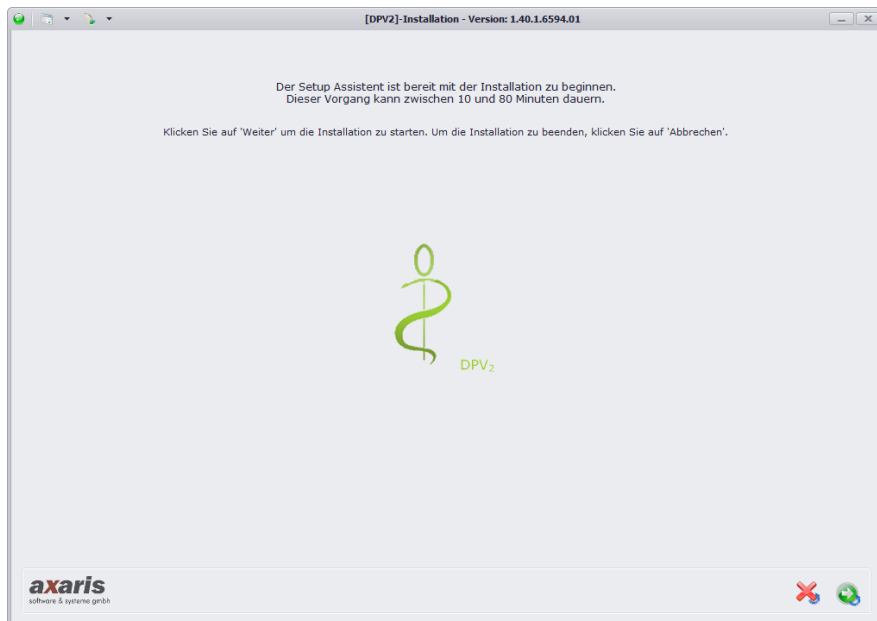 [DPV2]-Installation - Version: 1.40.1.6594.01
Der Setup Assistent ist bereit mit der Installation zu beginnen.
Dieser Vorgang kann zwischen 10 und 80 Minuten dauern.
Klicken Sie auf 'Weiter' um die Installation zu starten. Um die Installation zu beenden, klicken Sie auf 'Abbrechen'.
DPV₂
axaris
software & systeme gmbh